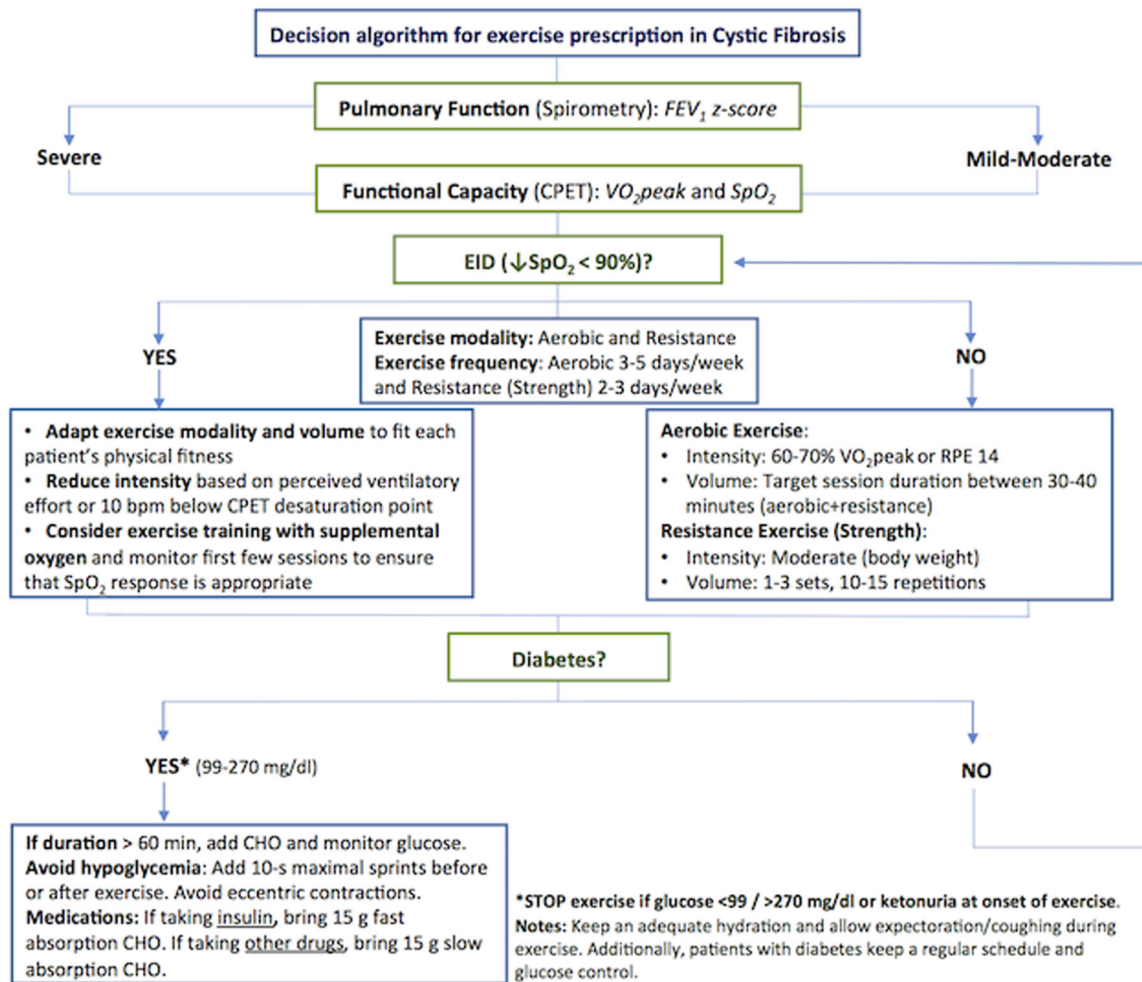 Decision algorithm for exercise prescription in Cystic Fibrosis
Pulmonary Function (Spirometry): FEV₁ z-score
Severe
Mild-Moderate
Functional Capacity (CPET): VO₂peak and SpO₂
EID (↓SpO₂ < 90%)?
Exercise modality: Aerobic and Resistance
Exercise frequency: Aerobic 3-5 days/week
and Resistance (Strength) 2-3 days/week
YES
NO
• Adapt exercise modality and volume to fit each
patient's physical fitness
• Reduce intensity based on perceived ventilatory
effort or 10 bpm below CPET desaturation point
• Consider exercise training with supplemental
oxygen and monitor first few sessions to ensure
that SpO₂ response is appropriate
Aerobic Exercise:
• Intensity: 60-70% VO₂peak or RPE 14
• Volume: Target session duration between 30-40
minutes (aerobic+resistance)
Resistance Exercise (Strength):
• Intensity: Moderate (body weight)
• Volume: 1-3 sets, 10-15 repetitions
Diabetes?
YES* (99-270 mg/dl)
NO
If duration > 60 min, add CHO and monitor glucose.
Avoid hypoglycemia: Add 10-s maximal sprints before
or after exercise. Avoid eccentric contractions.
Medications: If taking insulin, bring 15 g fast
absorption CHO. If taking other drugs, bring 15 g slow
absorption CHO.
*STOP exercise if glucose <99 / >270 mg/dl or ketonuria at onset of exercise.
Notes: Keep an adequate hydration and allow expectoration/coughing during
exercise. Additionally, patients with diabetes keep a regular schedule and
glucose control.